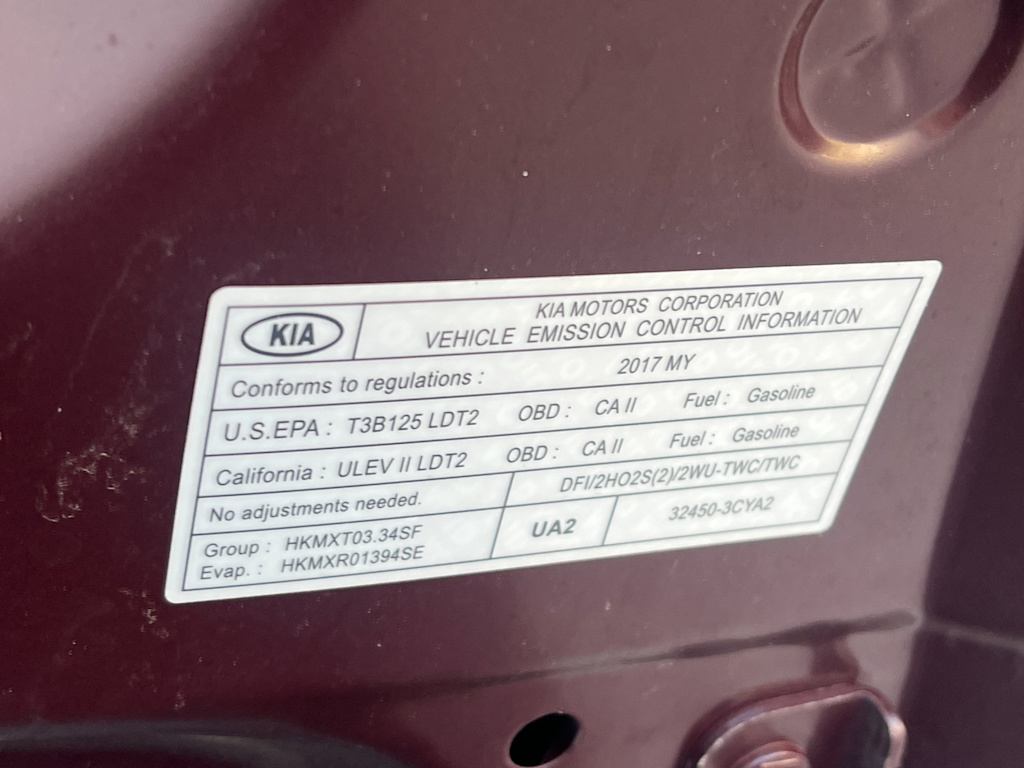 KIA
KIA MOTORS CORPORATION
VEHICLE EMISSION CONTROL INFORMATION
Conforms to regulations : 2017 MY
U.S.EPA : T3B125 LDT2 OBD : CA II Fuel : Gasoline
California : ULEV II LDT2 OBD : CA II Fuel : Gasoline
No adjustments needed. DFI/2HO2S(2)/2WU-TWC/TWC
Group : HKMXT03.34SF
Evap. : HKMXR01394SE
UA2
32450-3CYA2